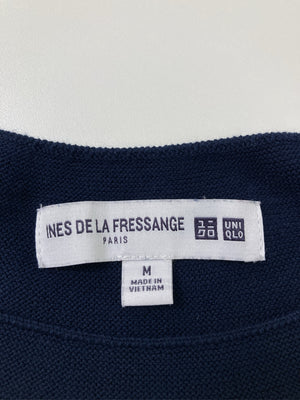 INES DE LA FRESSANGE
PARIS
ユニ
クロ
UNI
QLO
M
MADE IN
VIETNAM